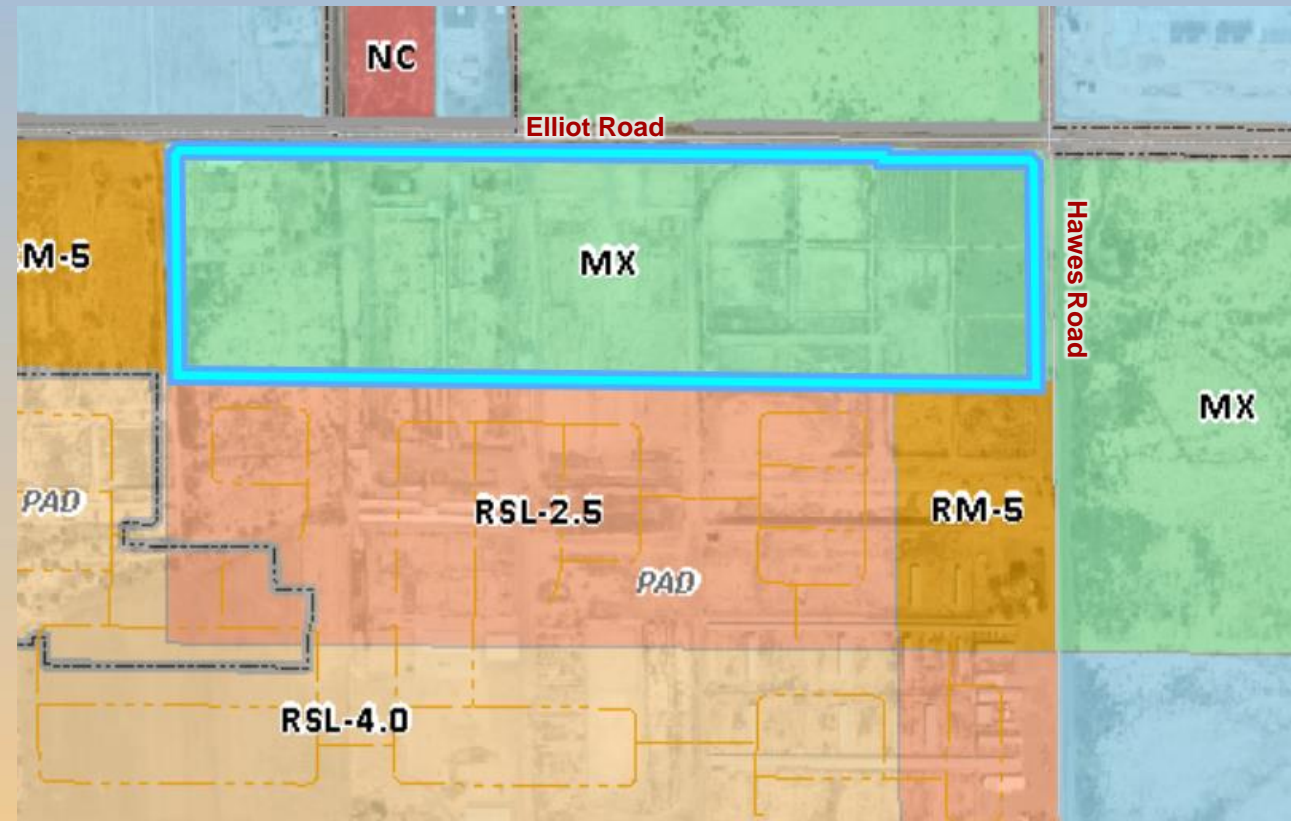 NC
Elliot Road
M-5
MX
Hawes Road
MX
PAD
RSL-2.5
RM-5
PAD
RSL-4.0